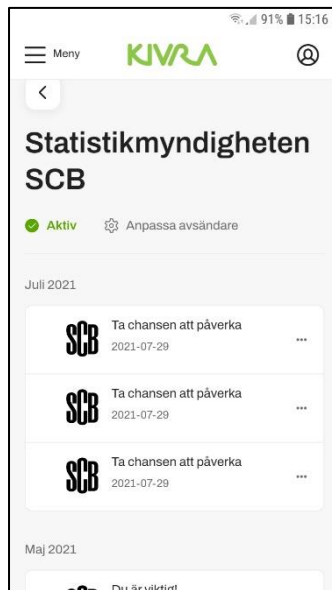 91% 15:16
Meny KIVRA
Statistikmyndigheten
SCB
Aktiv Anpassa avsändare
Juli 2021
SCB Ta chansen att påverka
2021-07-29
SCB Ta chansen att påverka
2021-07-29
SCB Ta chansen att påverka
2021-07-29
Maj 2021
SCB Du är viktig!